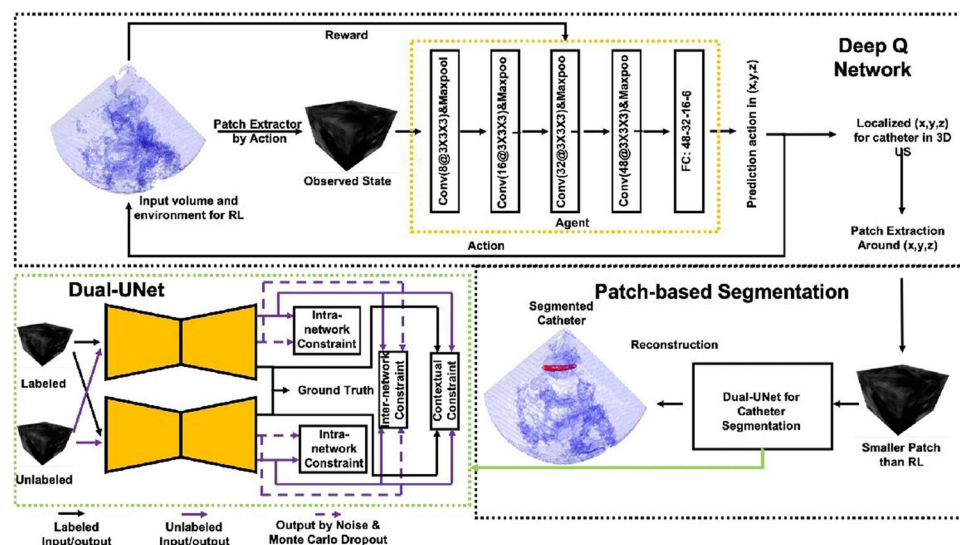 Reward
Deep Q
Network
Patch Extractor
by Action
Observed State
Input volume and
environment for RL
Conv(8@3X3X3)&Maxpool
Conv(16@3X3X3)&Maxpoo
Conv(32@3X3X3)&Maxpoo
Conv(48@3X3X3)&Maxpoo
FC: 48-32-16-6
Agent
Prediction action in (x,y,z)
Localized (x,y,z)
for catheter in 3D
US
Action
Patch Extraction
Around (x,y,z)
Dual-UNet
Labeled
Unlabeled
Intra-
network
Constraint
Ground Truth
Inter-network
Constraint
Contextual
Constraint
Intra-
network
Constraint
Labeled
Input/output
Unlabeled
Input/output
Output by Noise &
Monte Carlo Dropout
Patch-based Segmentation
Segmented
Catheter
Reconstruction
Dual-UNet for
Catheter
Segmentation
Smaller Patch
than RL